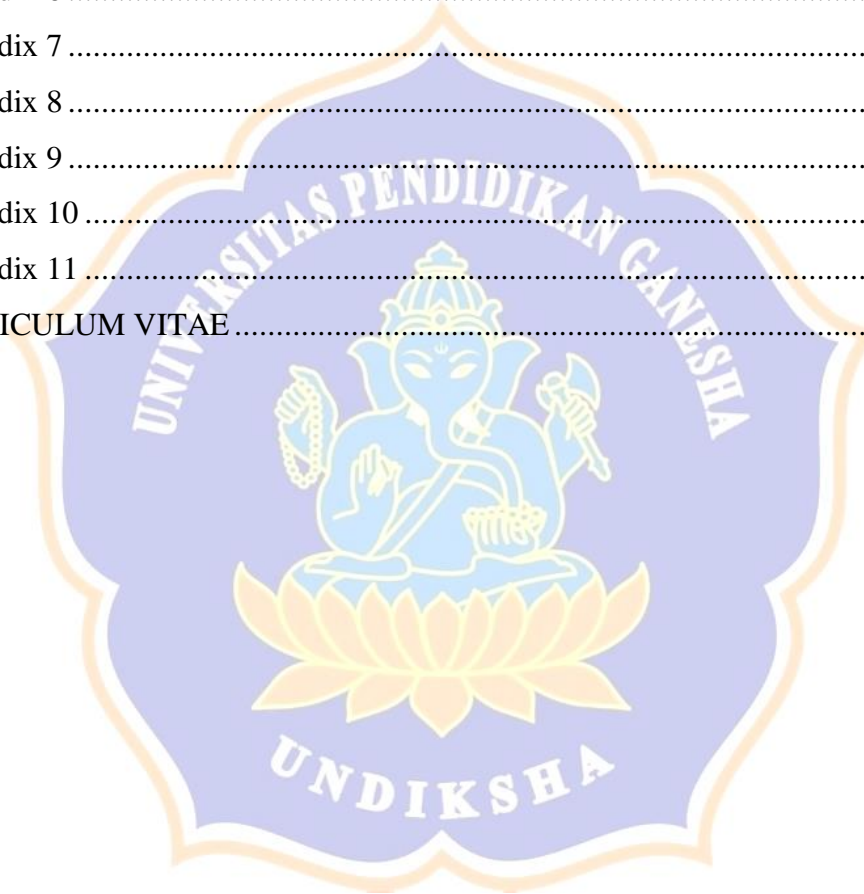 dix 7
dix 8
dix 9
UNIVERSITAS PENDIDIKAN GANESHA
dix 10
dix 11
ICULUM VITAE
UNDIKSHA